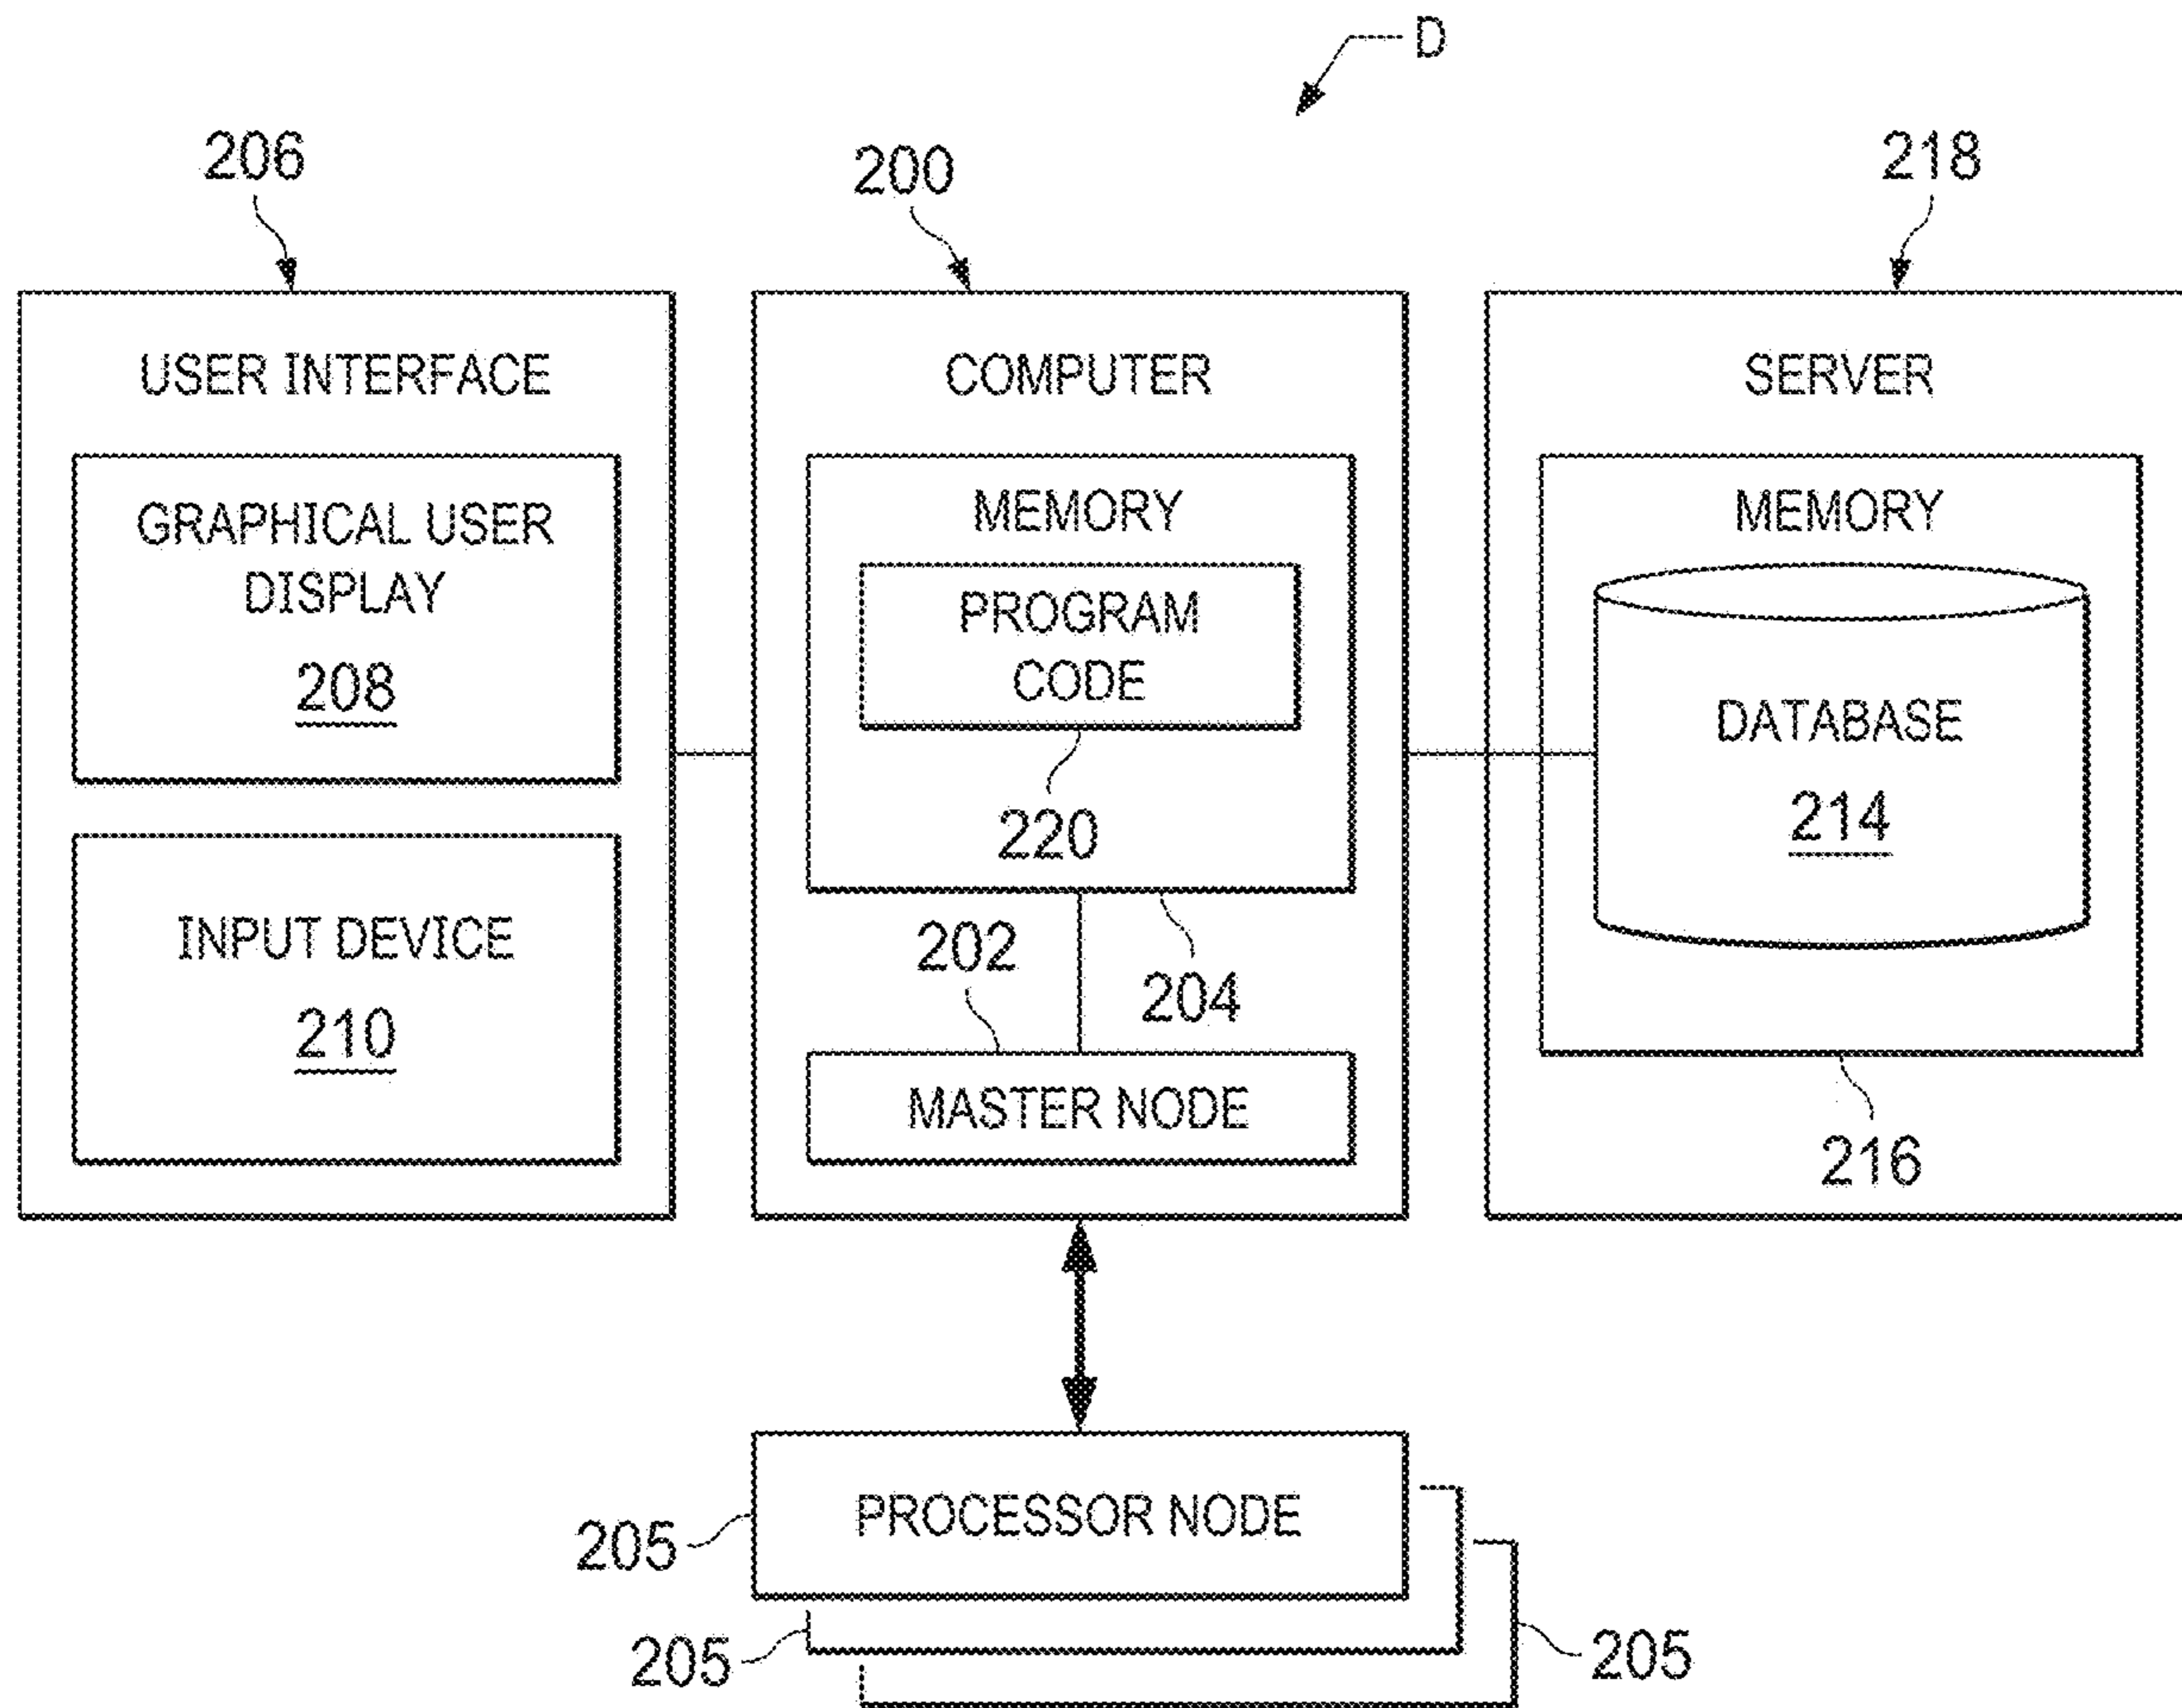 D
206
200
218
USER INTERFACE
GRAPHICAL USER
DISPLAY
208
INPUT DEVICE
210
COMPUTER
MEMORY
PROGRAM
CODE
220
202
204
MASTER NODE
SERVER
MEMORY
DATABASE
214
216
PROCESSOR NODE
205
205
205